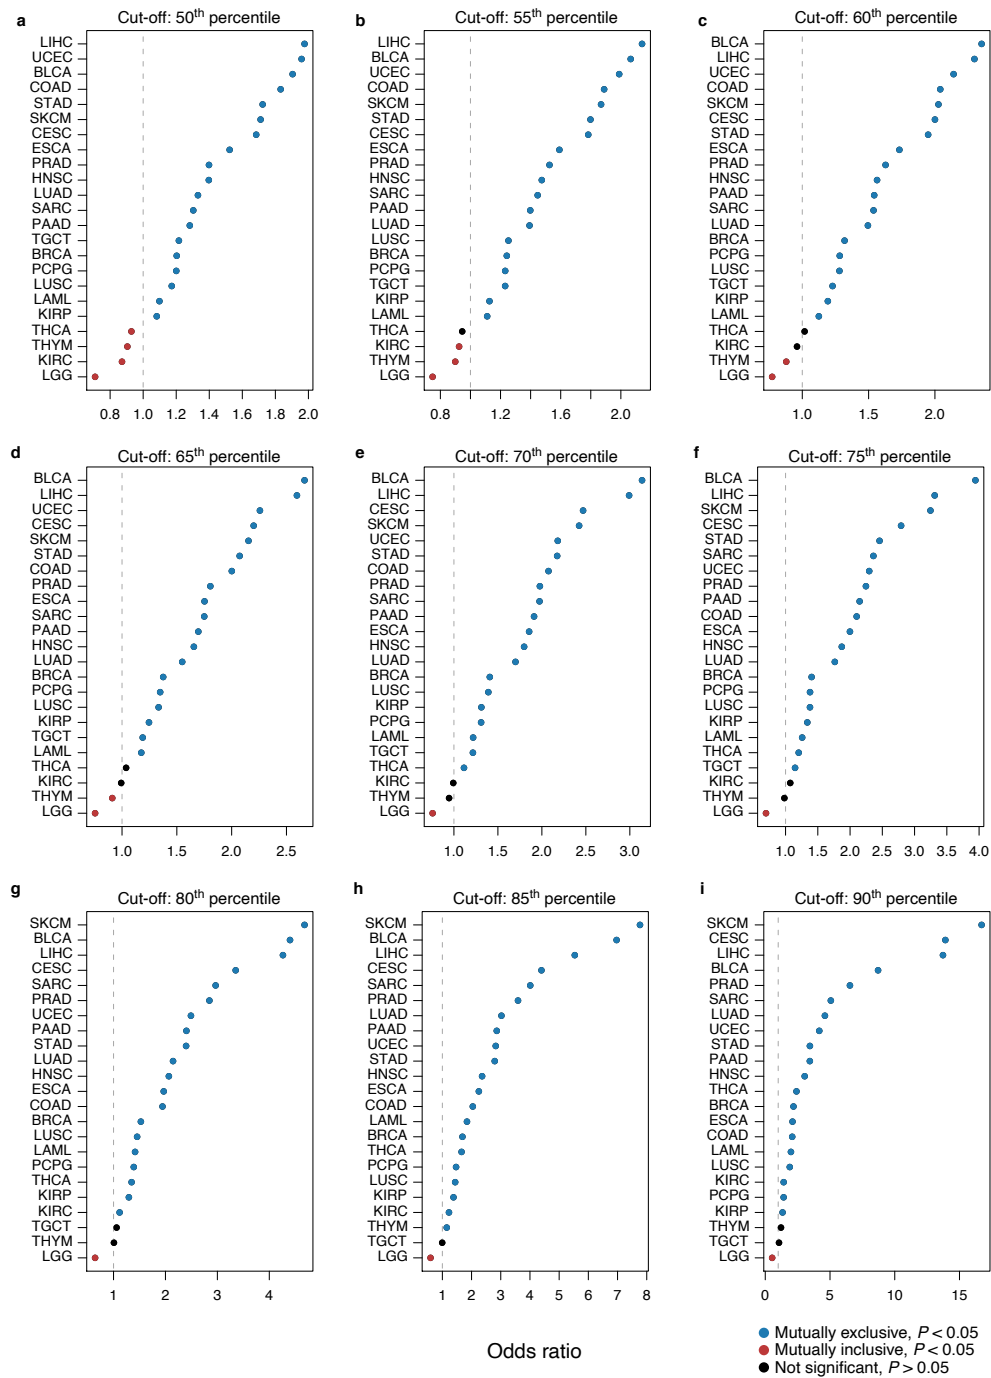 a Cut-off: 50th percentile
LIHC
UCEC
BLCA
COAD
STAD
SKCM
CESC
ESCA
PRAD
HNSC
LUAD
SARC
PAAD
TGCT
BRCA
PCPG
LUSC
LAML
KIRP
THCA
THYM
KIRC
LGG
0.8 1.0 1.2 1.4 1.6 1.8 2.0
b Cut-off: 55th percentile
LIHC
BLCA
UCEC
COAD
SKCM
STAD
CESC
ESCA
PRAD
HNSC
SARC
PAAD
LUAD
LUSC
BRCA
PCPG
TGCT
KIRP
LAML
THCA
KIRC
THYM
LGG
0.8 1.2 1.6 2.0
c Cut-off: 60th percentile
BLCA
LIHC
UCEC
COAD
SKCM
CESC
STAD
ESCA
PRAD
HNSC
PAAD
SARC
LUAD
BRCA
PCPG
LUSC
TGCT
KIRP
LAML
THCA
KIRC
THYM
LGG
1.0 1.5 2.0
d Cut-off: 65th percentile
BLCA
LIHC
UCEC
CESC
SKCM
STAD
COAD
PRAD
ESCA
SARC
PAAD
HNSC
LUAD
BRCA
PCPG
LUSC
KIRP
TGCT
LAML
THCA
KIRC
THYM
LGG
1.0 1.5 2.0 2.5
e Cut-off: 70th percentile
BLCA
LIHC
CESC
SKCM
UCEC
STAD
COAD
PRAD
SARC
PAAD
ESCA
HNSC
LUAD
BRCA
LUSC
KIRP
PCPG
LAML
TGCT
THCA
KIRC
THYM
LGG
1.0 1.5 2.0 2.5 3.0
f Cut-off: 75th percentile
BLCA
LIHC
SKCM
CESC
STAD
SARC
UCEC
PRAD
PAAD
COAD
ESCA
HNSC
LUAD
BRCA
PCPG
LUSC
KIRP
LAML
THCA
TGCT
KIRC
THYM
LGG
1.0 1.5 2.0 2.5 3.0 3.5 4.0
g Cut-off: 80th percentile
SKCM
BLCA
LIHC
CESC
SARC
PRAD
UCEC
PAAD
STAD
LUAD
HNSC
ESCA
COAD
BRCA
LUSC
LAML
PCPG
THCA
KIRP
KIRC
TGCT
THYM
LGG
1 2 3 4
h Cut-off: 85th percentile
SKCM
BLCA
LIHC
CESC
SARC
PRAD
LUAD
PAAD
UCEC
STAD
HNSC
ESCA
COAD
LAML
BRCA
THCA
PCPG
LUSC
KIRP
KIRC
THYM
TGCT
LGG
1 2 3 4 5 6 7 8
i Cut-off: 90th percentile
SKCM
CESC
LIHC
BLCA
PRAD
SARC
LUAD
UCEC
STAD
PAAD
HNSC
THCA
BRCA
ESCA
COAD
LAML
LUSC
KIRC
PCPG
KIRP
THYM
TGCT
LGG
0 5 10 15
Odds ratio
Mutually exclusive, P < 0.05
Mutually inclusive, P < 0.05
Not significant, P > 0.05